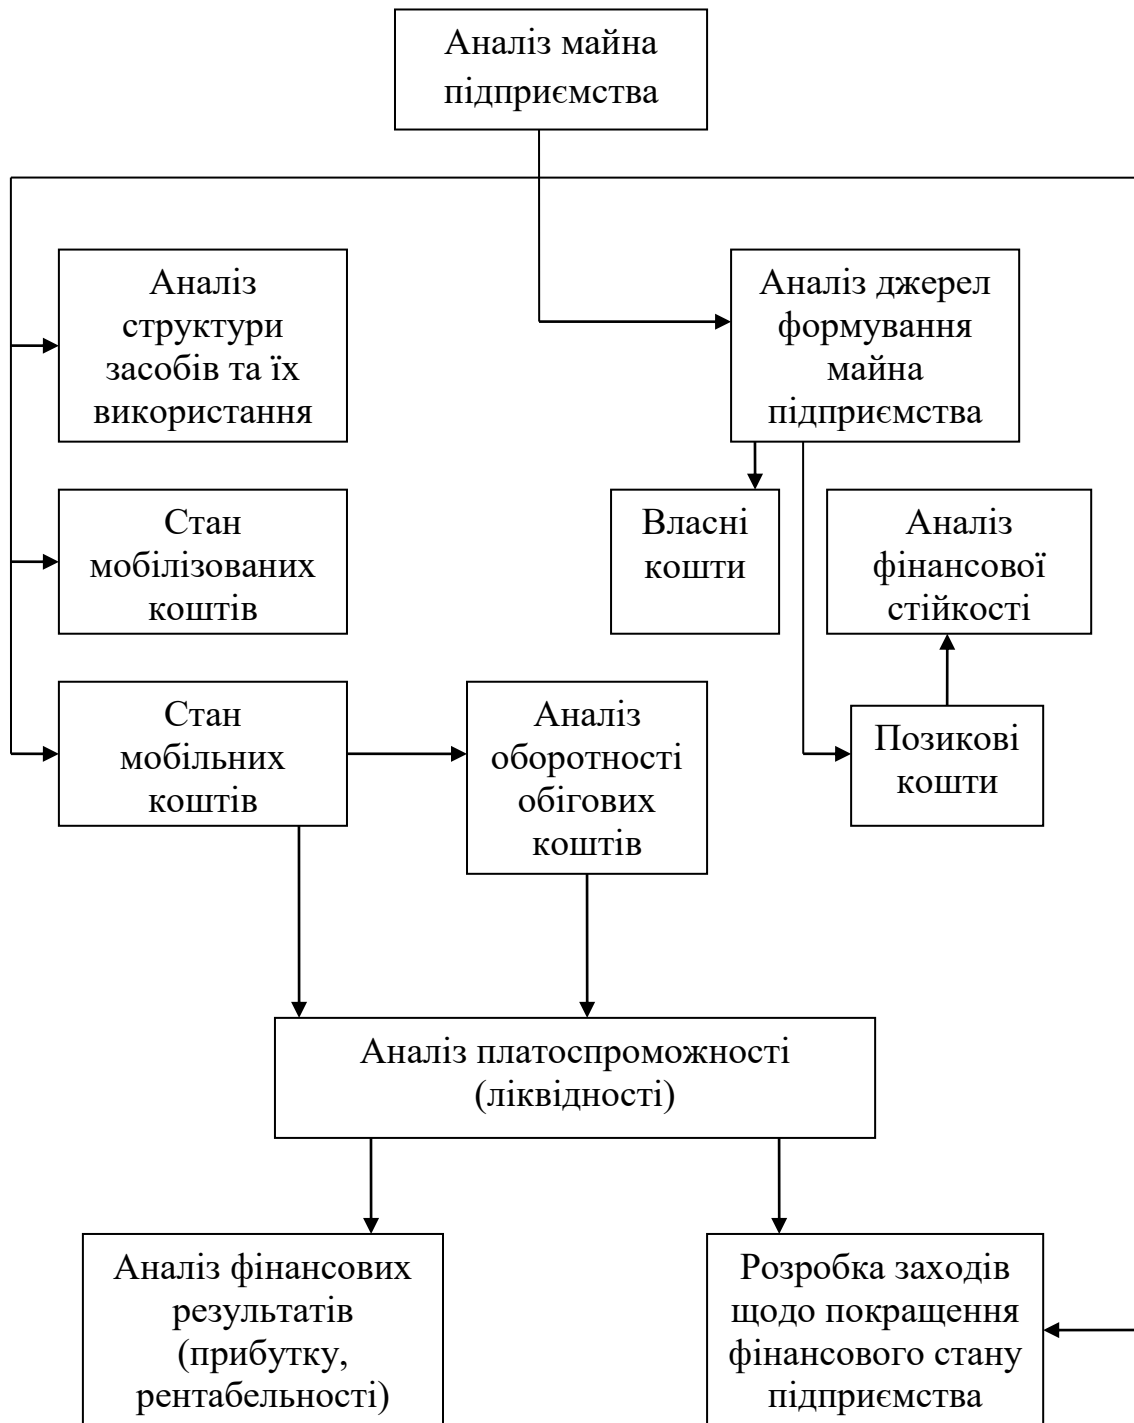 Аналіз майна
підприємства
Аналіз
структури
засобів та їх
використання
Аналіз джерел
формування
майна
підприємства
Стан
мобілізованих
коштів
Власні
кошти
Аналіз
фінансової
стійкості
Стан
мобільних
коштів
Аналіз
оборотності
обігових
коштів
Позикові
кошти
Аналіз платоспроможності
(ліквідності)
Аналіз фінансових
результатів
(прибутку,
рентабельності)
Розробка заходів
щодо покращення
фінансового стану
підприємства